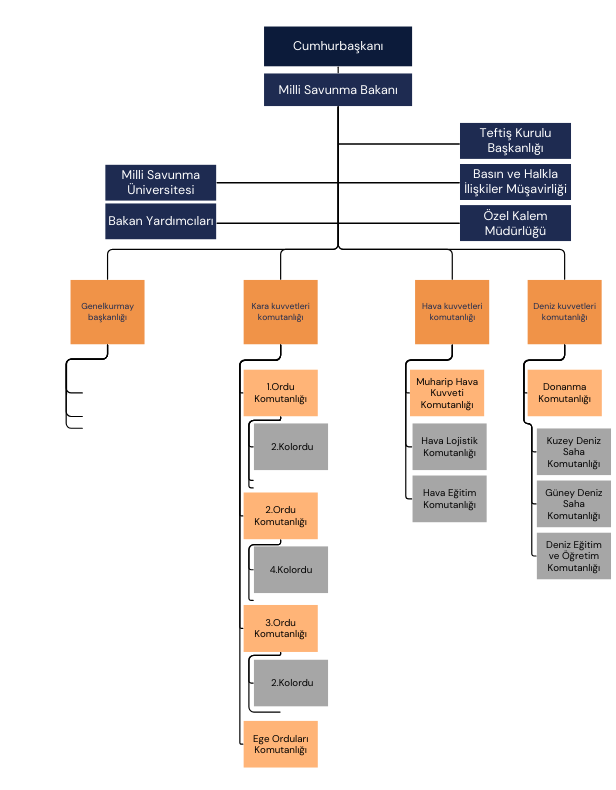 Cumhurbaşkanı
Milli Savunma Bakanı
Teftiş Kurulu
Başkanlığı
Milli Savunma
Üniversitesi
Basın ve Halkla
İlişkiler Müşavirliği
Bakan Yardımcıları
Özel Kalem
Müdürlüğü
Genelkurmay
başkanlığı
Kara kuvvetleri
komutanlığı
Hava kuvvetleri
komutanlığı
Deniz kuvvetleri
komutanlığı
1.Ordu
Komutanlığı
2.Kolordu
2.Ordu
Komutanlığı
4.Kolordu
3.Ordu
Komutanlığı
2.Kolordu
Ege Orduları
Komutanlığı
Muharip Hava
Kuvveti
Komutanlığı
Hava Lojistik
Komutanlığı
Hava Eğitim
Komutanlığı
Donanma
Komutanlığı
Kuzey Deniz
Saha
Komutanlığı
Güney Deniz
Saha
Komutanlığı
Deniz Eğitim
ve Öğretim
Komutanlığı